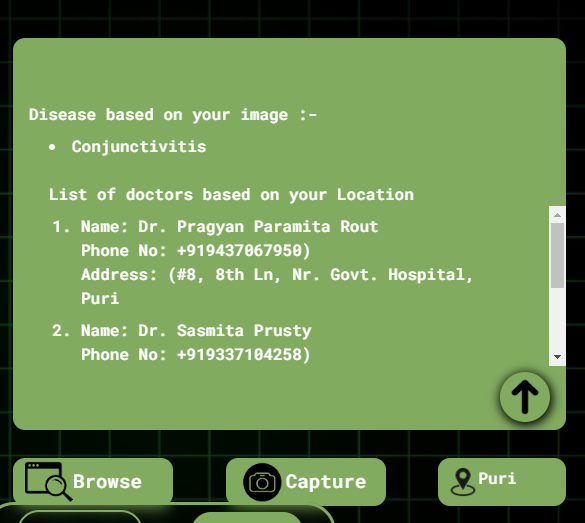 Disease based on your image :-
• Conjunctivitis
List of doctors based on your Location
1. Name: Dr. Pragyan Paramita Rout
Phone No: +919437067950)
Address: (#8, 8th Ln, Nr. Govt. Hospital,
Puri
2. Name: Dr. Sasmita Prusty
Phone No: +919337104258)
Browse
Capture
Puri